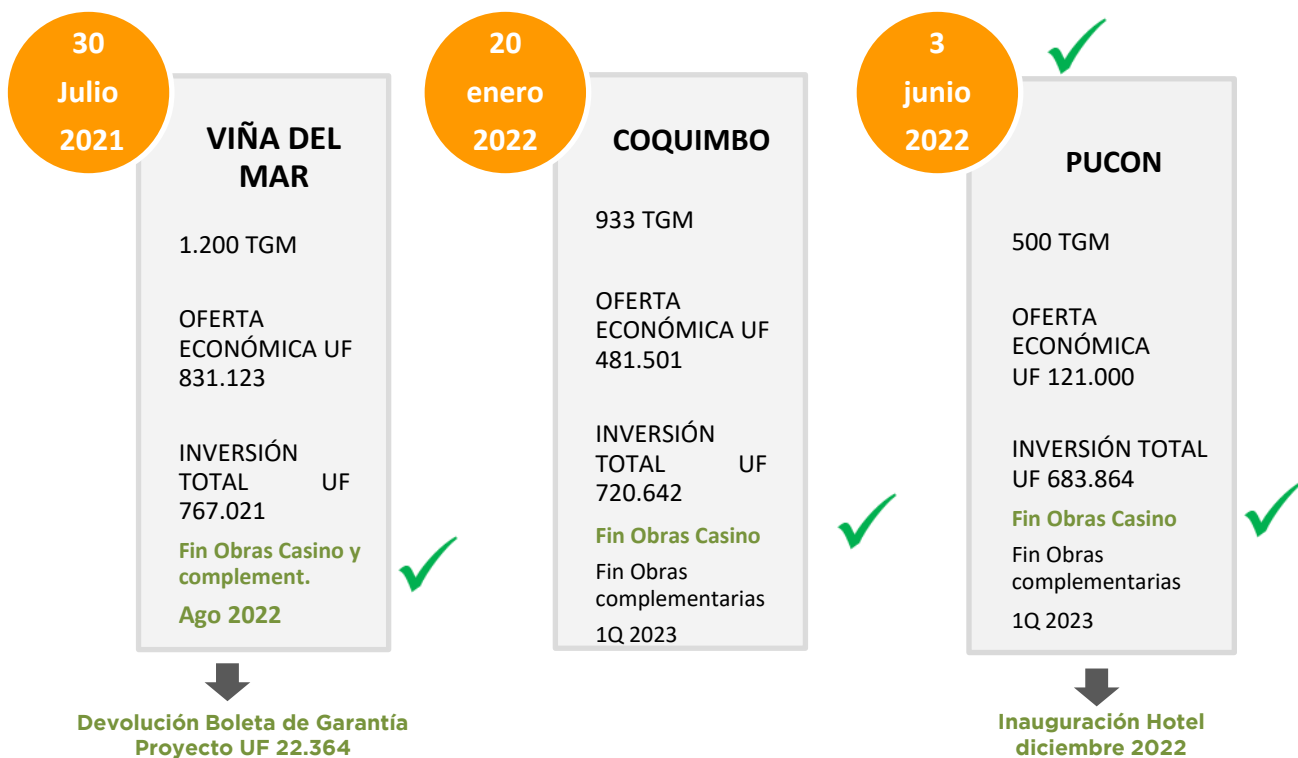 30
Julio
2021
VIÑA DEL
MAR
1.200 TGM
OFERTA
ECONÓMICA UF
831.123
INVERSIÓN
TOTAL UF
767.021
Fin Obras Casino y
complement.
Ago 2022
Devolución Boleta de Garantía
Proyecto UF 22.364
20
enero
2022
COQUIMBO
933 TGM
OFERTA
ECONÓMICA UF
481.501
INVERSIÓN
TOTAL UF
720.642
Fin Obras Casino
Fin Obras
complementarias
1Q 2023
3
junio
2022
PUCON
500 TGM
OFERTA
ECONÓMICA
UF 121.000
INVERSIÓN TOTAL
UF 683.864
Fin Obras Casino
Fin Obras
complementarias
1Q 2023
Inauguración Hotel
diciembre 2022